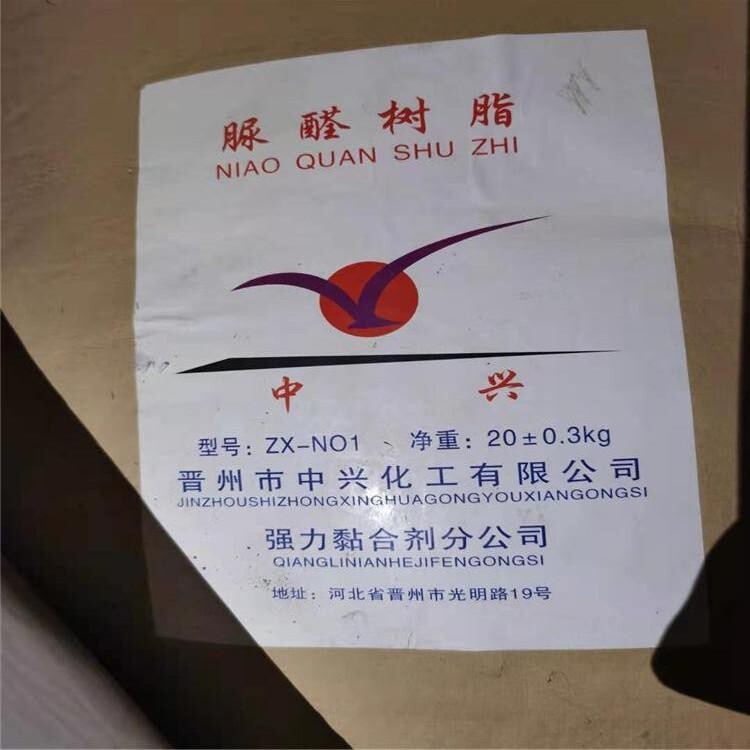 脲醛树脂
NIAO QUAN SHU ZHI
中 兴
型号：ZX-NO1 净重：20±0.3kg
晋州市中兴化工有限公司
JINZHOUSHIZHONGXINGHUAGONGYOUXIANGONGSI
强力黏合剂分公司
QIANGLINIANHEJIFENGONGSI
地址：河北省晋州市光明路19号